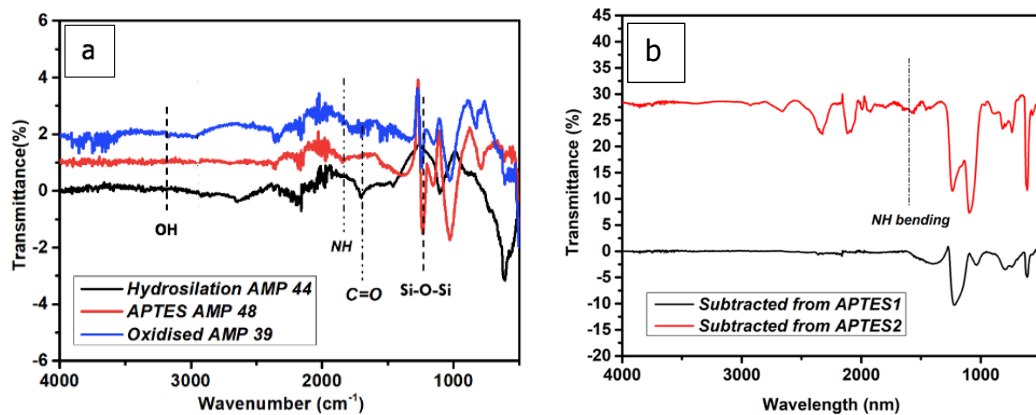 a
Transmittance(%)
6
4
2
0
-2
-4
-6
OH
NH
C=O
Si-O-Si
Hydrosilation AMP 44
APTES AMP 48
Oxidised AMP 39
4000 3000 2000 1000
Wavenumber (cm-1)
b
Transmittance (%)
45
40
35
30
25
20
15
10
5
0
-5
-10
-15
-20
NH bending
Subtracted from APTES1
Subtracted from APTES2
4000 3000 2000 1000
Wavelength (nm)